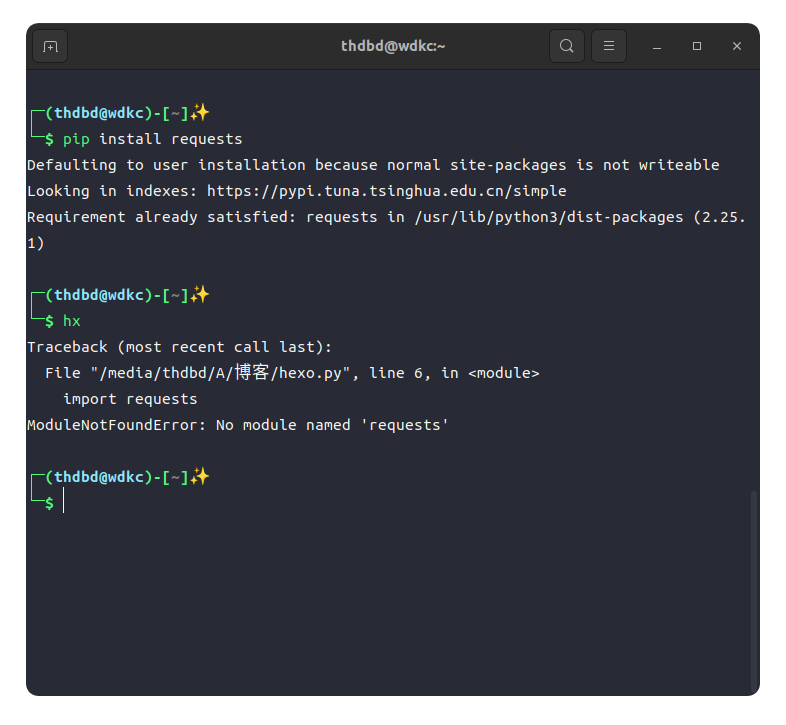 thdbd@wdkc:~
┌─(thdbd@wdkc)-[~]✨
└─$ pip install requests
Defaulting to user installation because normal site-packages is not writeable
Looking in indexes: https://pypi.tuna.tsinghua.edu.cn/simple
Requirement already satisfied: requests in /usr/lib/python3/dist-packages (2.25.
1)
┌─(thdbd@wdkc)-[~]✨
└─$ hx
Traceback (most recent call last):
  File "/media/thdbd/A/博客/hexo.py", line 6, in <module>
    import requests
ModuleNotFoundError: No module named 'requests'
┌─(thdbd@wdkc)-[~]✨
└─$